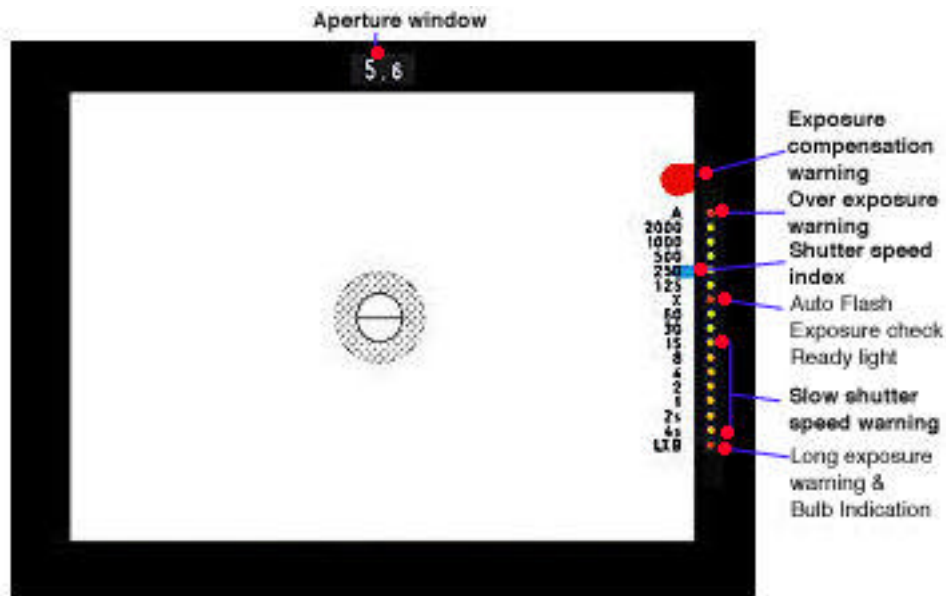 Aperture window
5.6
Exposure
compensation
warning
Over exposure
warning
Shutter speed
index
Auto Flash
Exposure check
Ready light
Slow shutter
speed warning
Long exposure
warning &
Bulb Indication
A
2000
1000
500
250
125
X
60
30
15
8
4
2
1
2s
4s